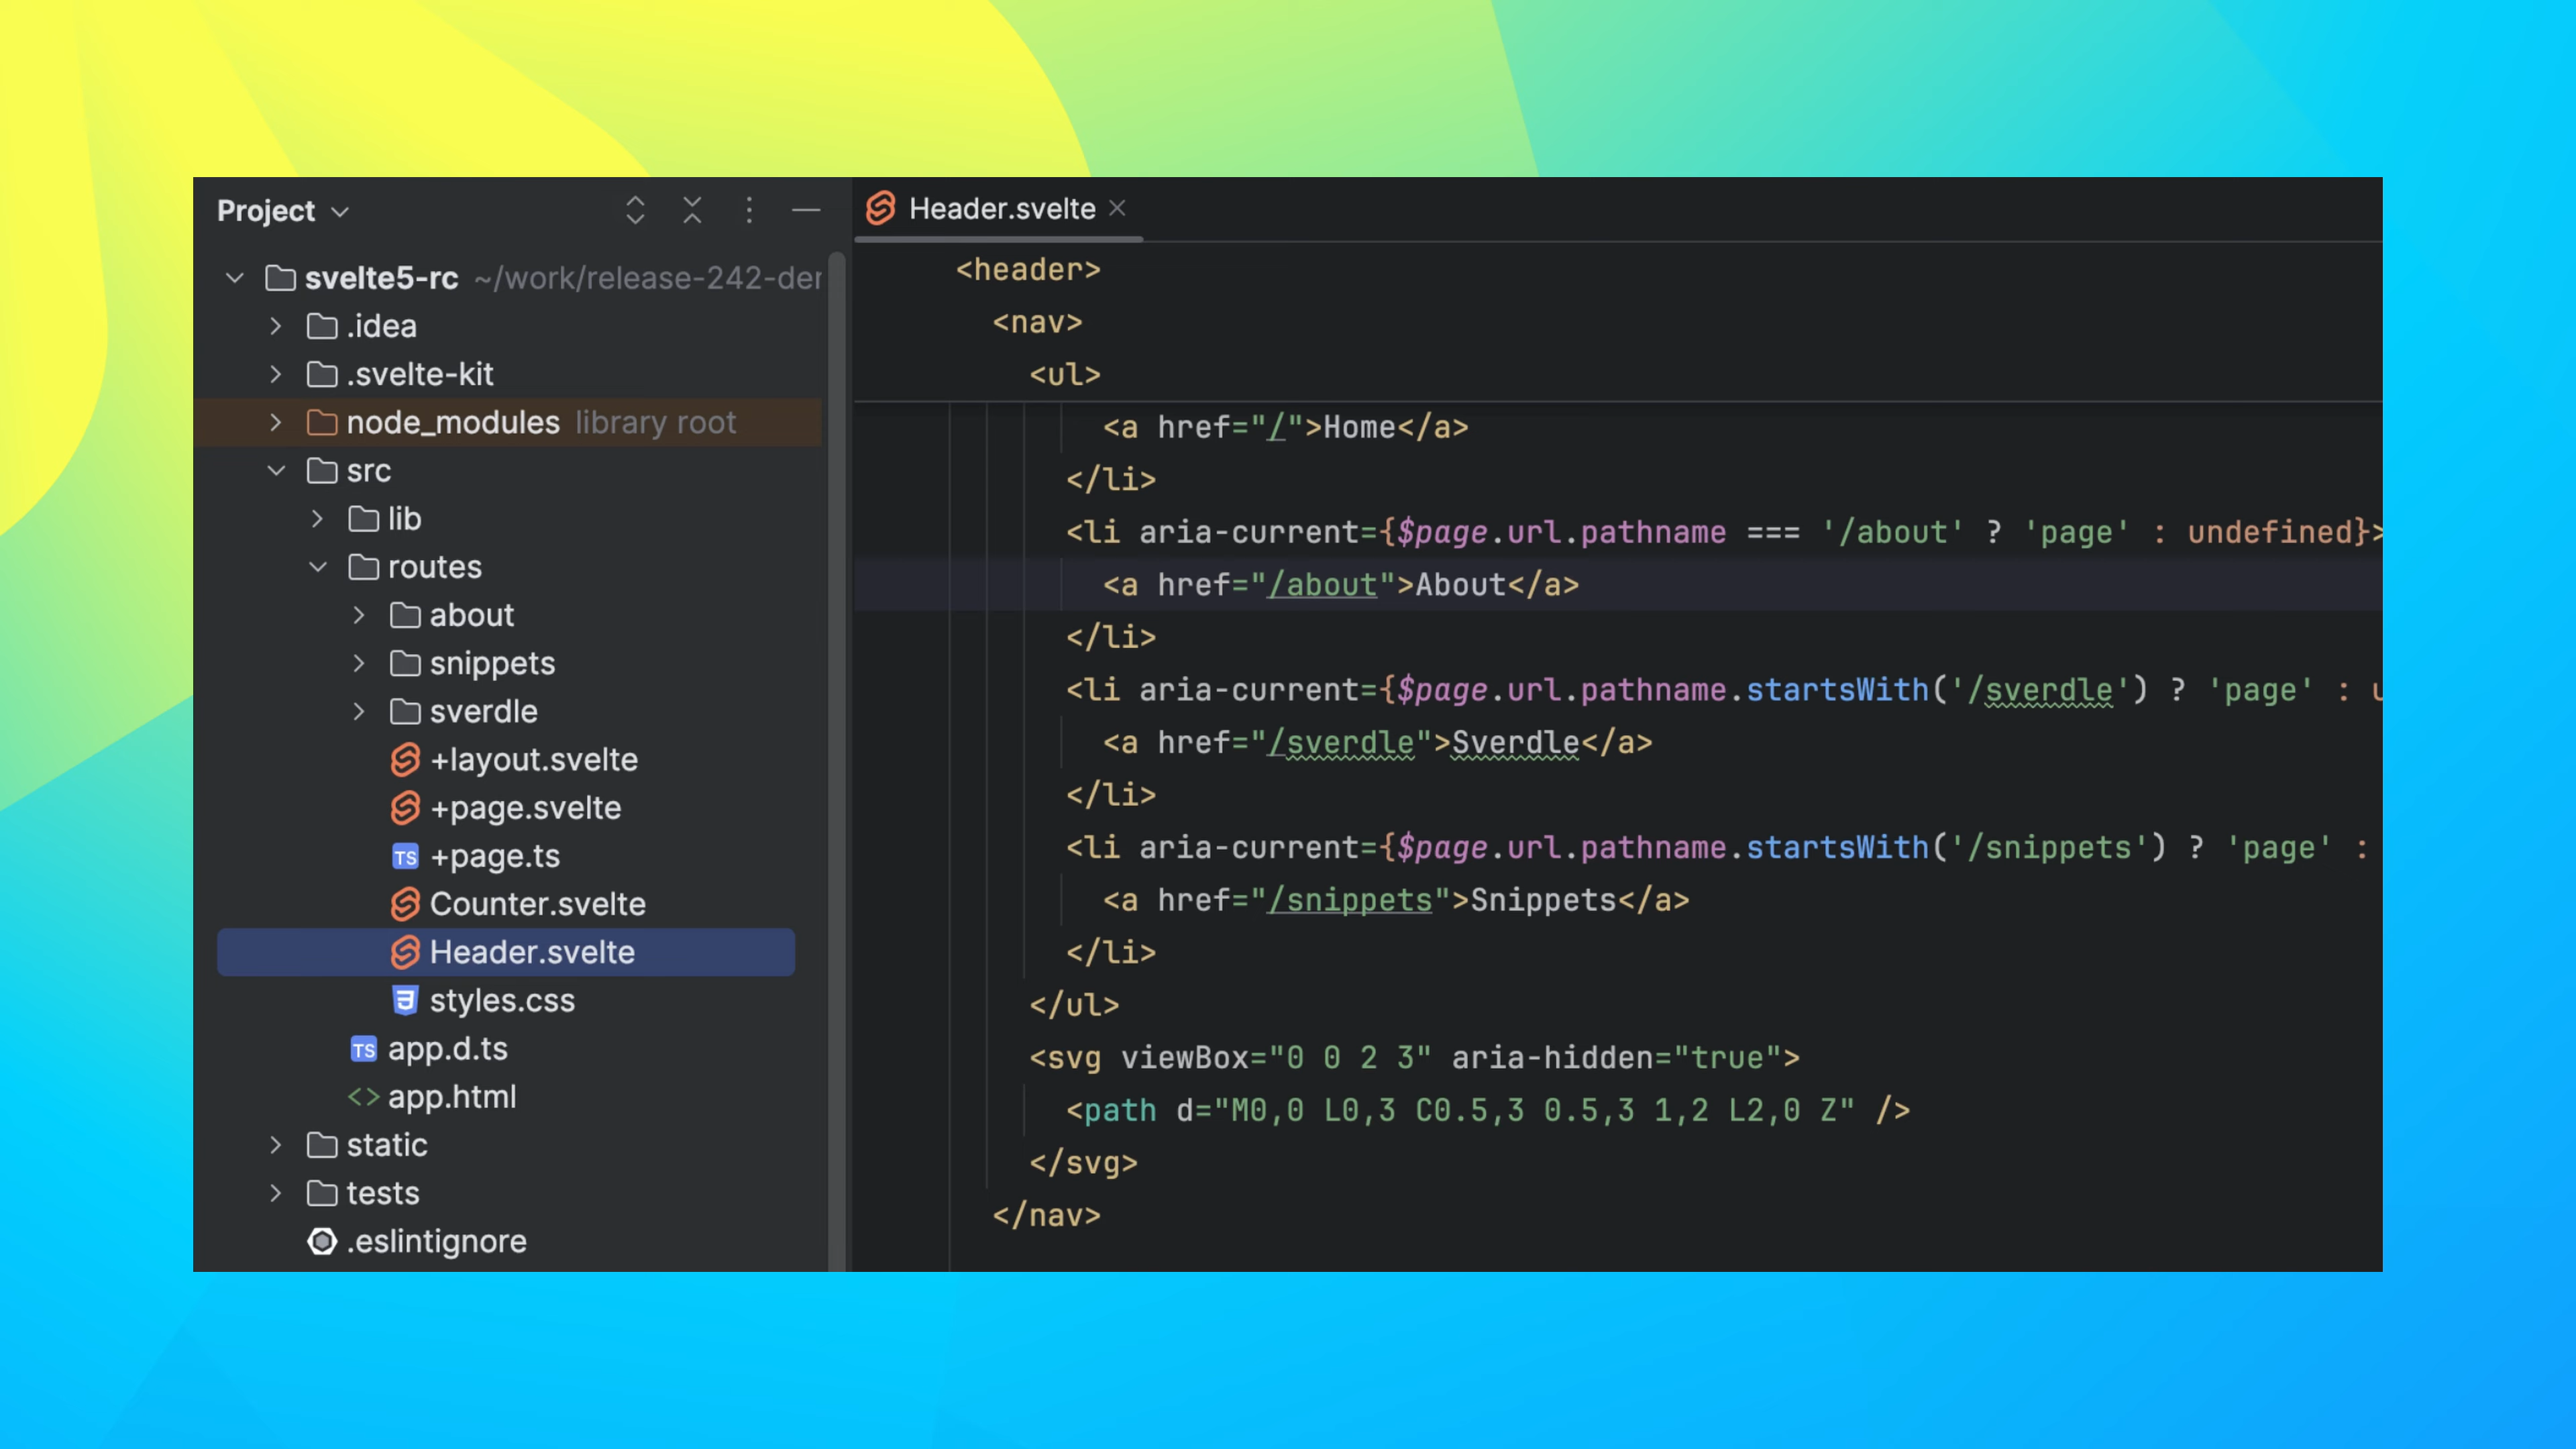 Project
svelte5-rc ~/work/release-242-der
.idea
.svelte-kit
node_modules library root
src
lib
routes
about
snippets
sverdle
+layout.svelte
+page.svelte
TS +page.ts
Counter.svelte
Header.svelte
styles.css
TS app.d.ts
<> app.html
static
tests
.eslintignore
Header.svelte
<header>
<nav>
<ul>
<a href="/">Home</a>
</li>
<li aria-current={$page.url.pathname === '/about' ? 'page' : undefined}>
<a href="/about">About</a>
</li>
<li aria-current={$page.url.pathname.startsWith('/sverdle') ? 'page' : u
<a href="/sverdle">Sverdle</a>
</li>
<li aria-current={$page.url.pathname.startsWith('/snippets') ? 'page' :
<a href="/snippets">Snippets</a>
</li>
</ul>
<svg viewBox="0 0 2 3" aria-hidden="true">
<path d="M0,0 L0,3 C0.5,3 0.5,3 1,2 L2,0 Z" />
</svg>
</nav>